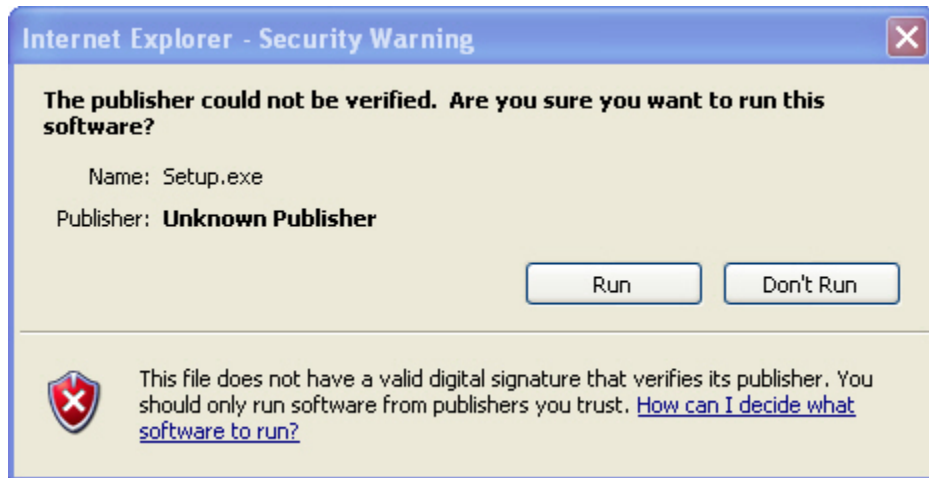 Internet Explorer - Security Warning
The publisher could not be verified.  Are you sure you want to run this
software?
Name: Setup.exe
Publisher: Unknown Publisher
Run
Don't Run
This file does not have a valid digital signature that verifies its publisher. You
should only run software from publishers you trust. How can I decide what
software to run?